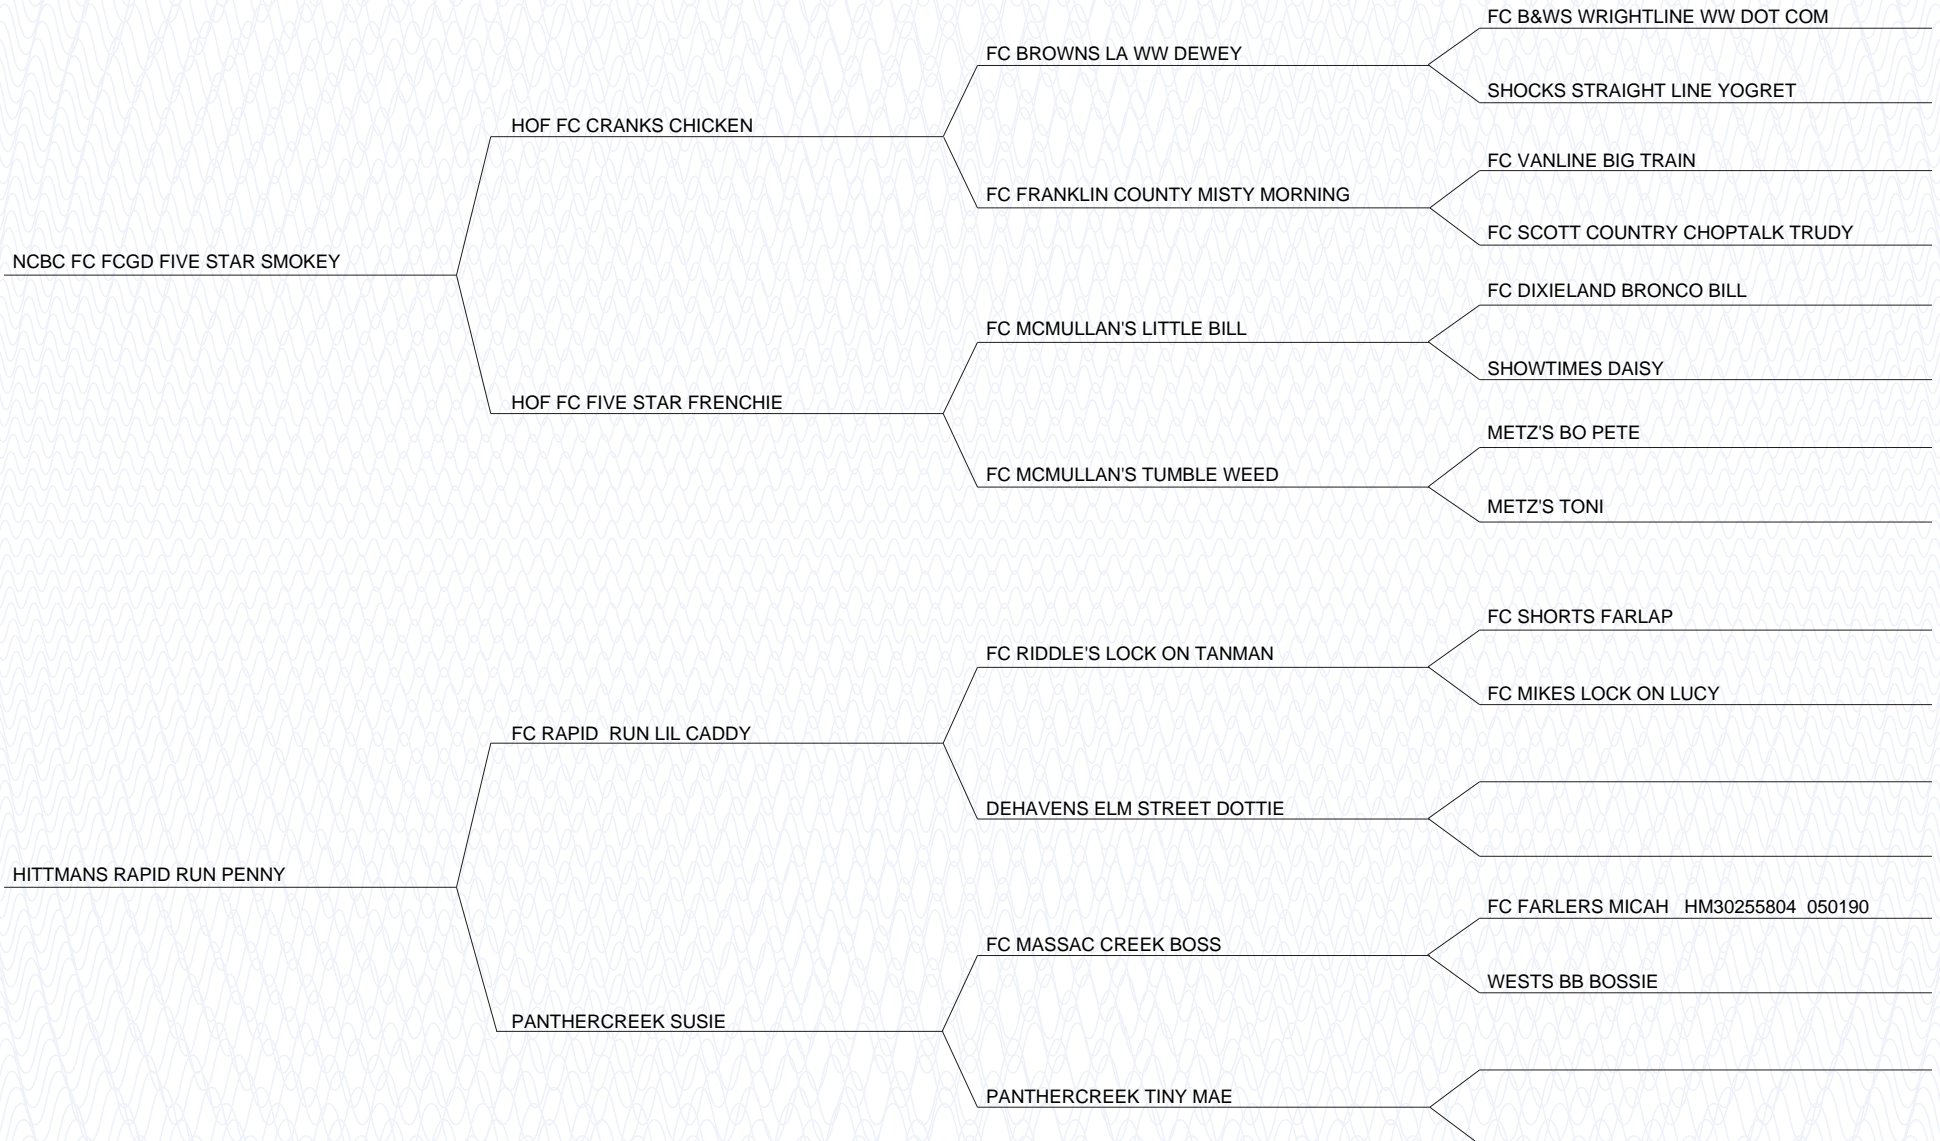 FC B&WS WRIGHTLINE WW DOT COM
FC BROWNS LA WW DEWEY
SHOCKS STRAIGHT LINE YOGRET
HOF FC CRANKS CHICKEN
FC VANLINE BIG TRAIN
FC FRANKLIN COUNTY MISTY MORNING
FC SCOTT COUNTRY CHOPTALK TRUDY
NCBC FC FCGD FIVE STAR SMOKEY
FC DIXIELAND BRONCO BILL
FC MCMULLAN'S LITTLE BILL
SHOWTIMES DAISY
HOF FC FIVE STAR FRENCHIE
METZ'S BO PETE
FC MCMULLAN'S TUMBLE WEED
METZ'S TONI
FC SHORTS FARLAP
FC RIDDLE'S LOCK ON TANMAN
FC MIKES LOCK ON LUCY
FC RAPID  RUN LIL CADDY
DEHAVENS ELM STREET DOTTIE
HITTMANS RAPID RUN PENNY
FC FARLERS MICAH   HM30255804  050190
FC MASSAC CREEK BOSS
WESTS BB BOSSIE
PANTHERCREEK SUSIE
PANTHERCREEK TINY MAE